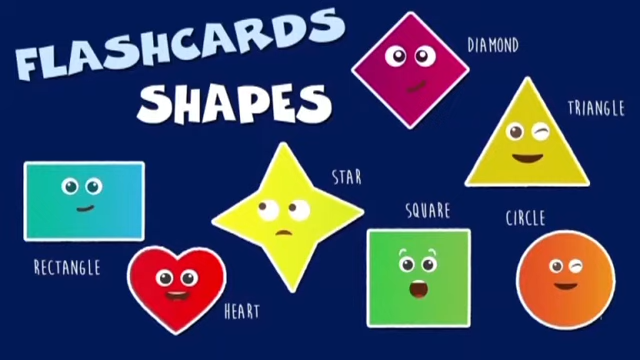 FLASHCARDS
SHAPES
DIAMOND
TRIANGLE
STAR
SQUARE
CIRCLE
RECTANGLE
HEART